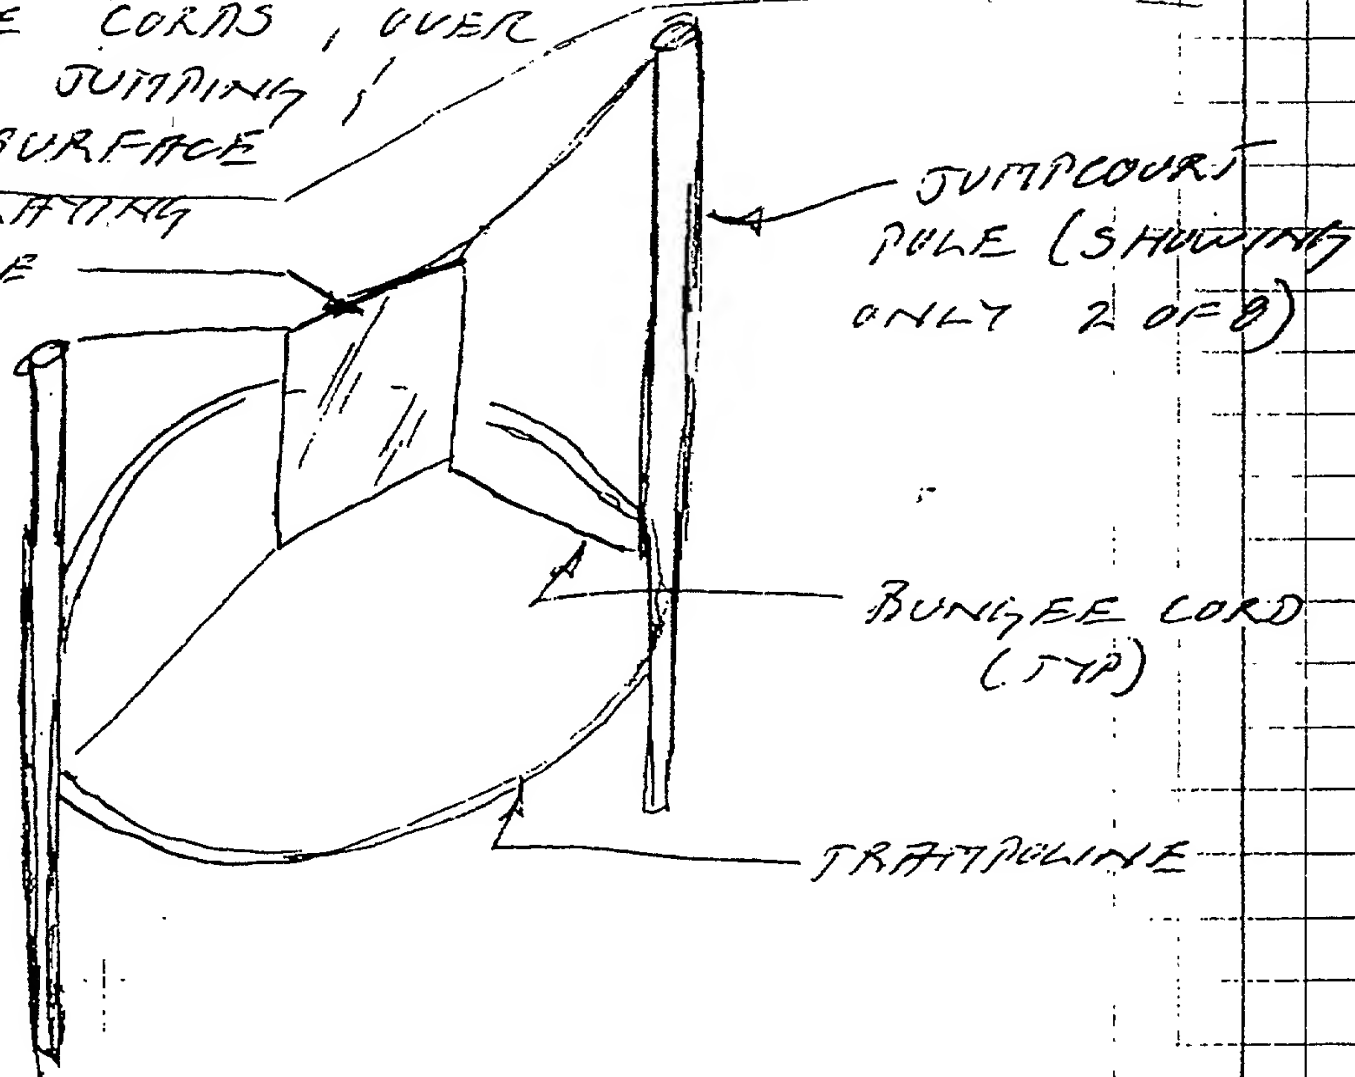 E CORDS, OVER
JUMPING,
SURFACE
E
JUMPCOURT
POLE (SHOWING
ONLY 2 OF 8)
BUNGEE CORD
(TYP)
TRAMPOLINE